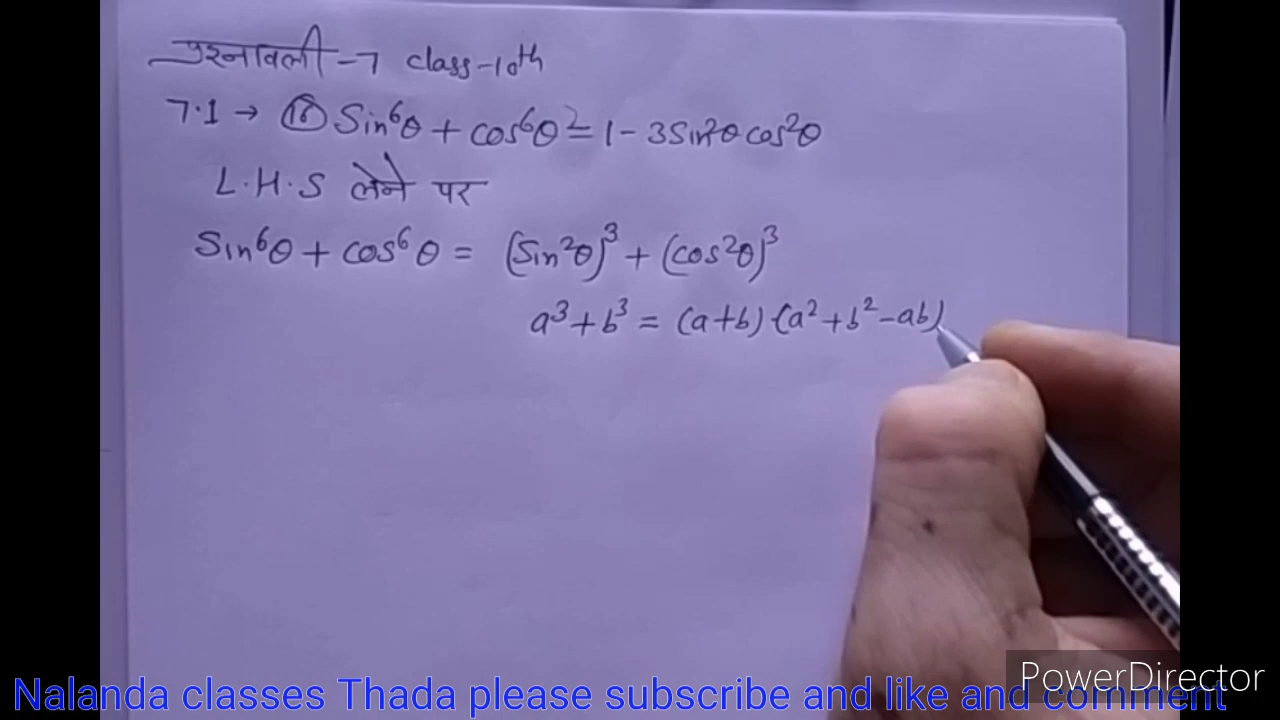 प्रश्नावली-7 class-10th
7.1 → ⑱ Sin⁶θ + cos⁶θ = 1 - 3Sin²θ cos²θ
L.H.S लेने पर
Sin⁶θ + cos⁶θ = (Sin²θ)³ + (cos²θ)³
a³ + b³ = (a+b) (a² + b² - ab)
PowerDirector
Nalanda classes Thada please subscribe and like and comment